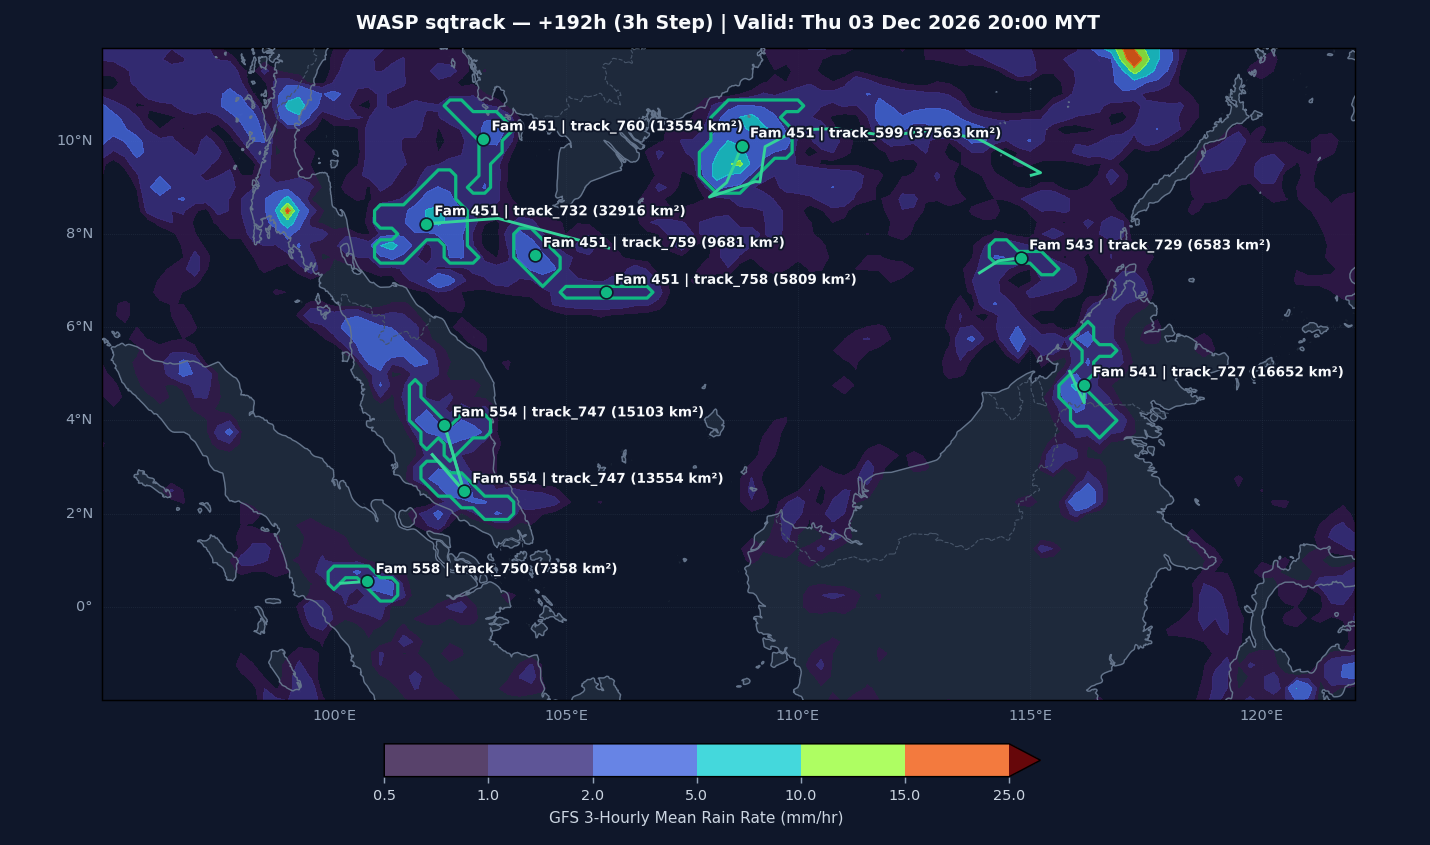 WASP sqtrack — +192h (3h Step) | Valid: Thu 03 Dec 2026 20:00 MYT
Fam 451 | track_760 (13554 km²)
Fam 451 | track_599 (37563 km²)
10°N
Fam 451 | track_732 (32916 km²)
8°N
Fam 451 | track_759 (9681 km²)
Fam 543 | track_729 (6583 km²)
Fam 451 | track_758 (5809 km²)
6°N
Fam 541 | track_727 (16652 km²)
Fam 554 | track_747 (15103 km²)
4°N
Fam 554 | track_747 (13554 km²)
2°N
Fam 558 | track_750 (7358 km²)
0°
100°E 105°E 110°E 115°E 120°E
0.5 1.0 2.0 5.0 10.0 15.0 25.0
GFS 3-Hourly Mean Rain Rate (mm/hr)